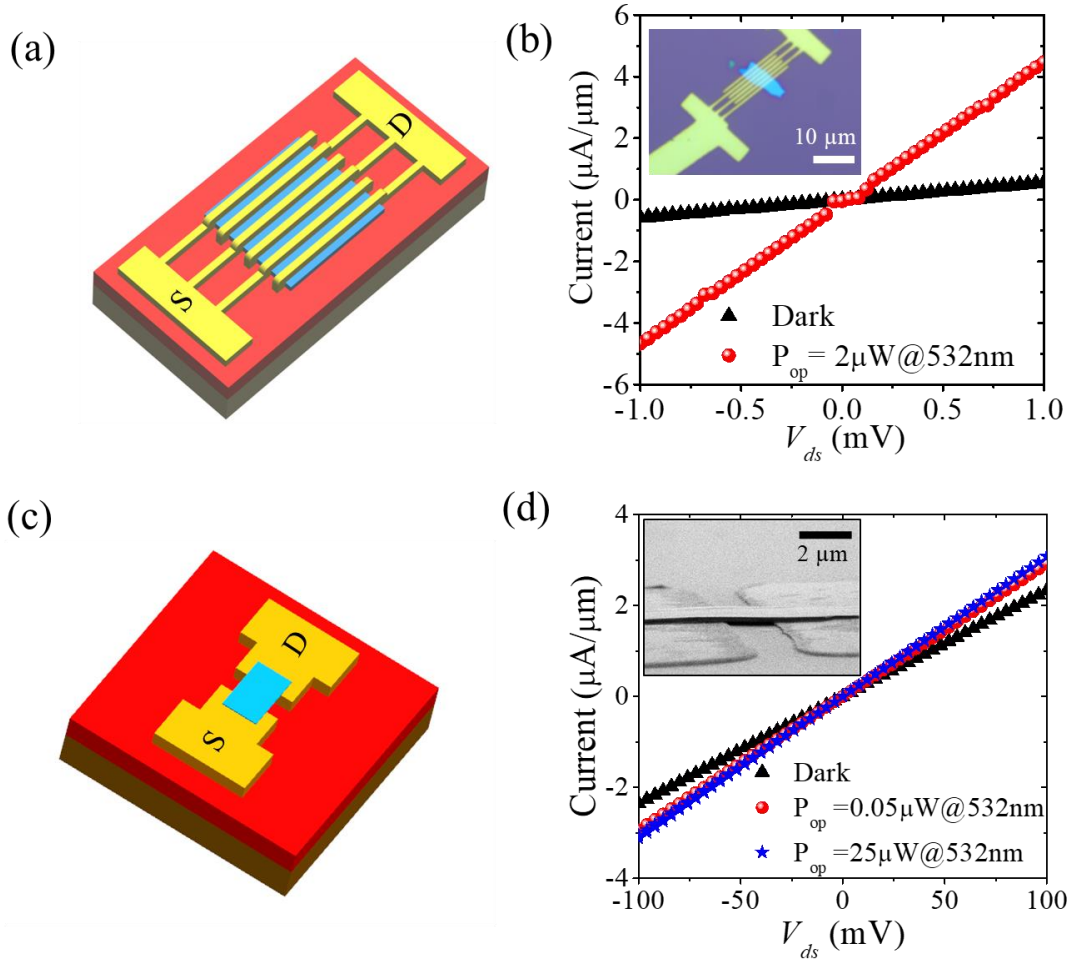 (a)
D
S
(b)
Current (µA/µm)
6
4
2
0
-2
-4
-6
10 µm
Dark
P_op = 2µW@532nm
-1.0
-0.5
0.0
0.5
1.0
V_ds (mV)
(c)
D
S
(d)
Current (µA/µm)
4
2
0
-2
-4
2 µm
Dark
P_op =0.05µW@532nm
P_op =25µW@532nm
-100
-50
0
50
100
V_ds (mV)